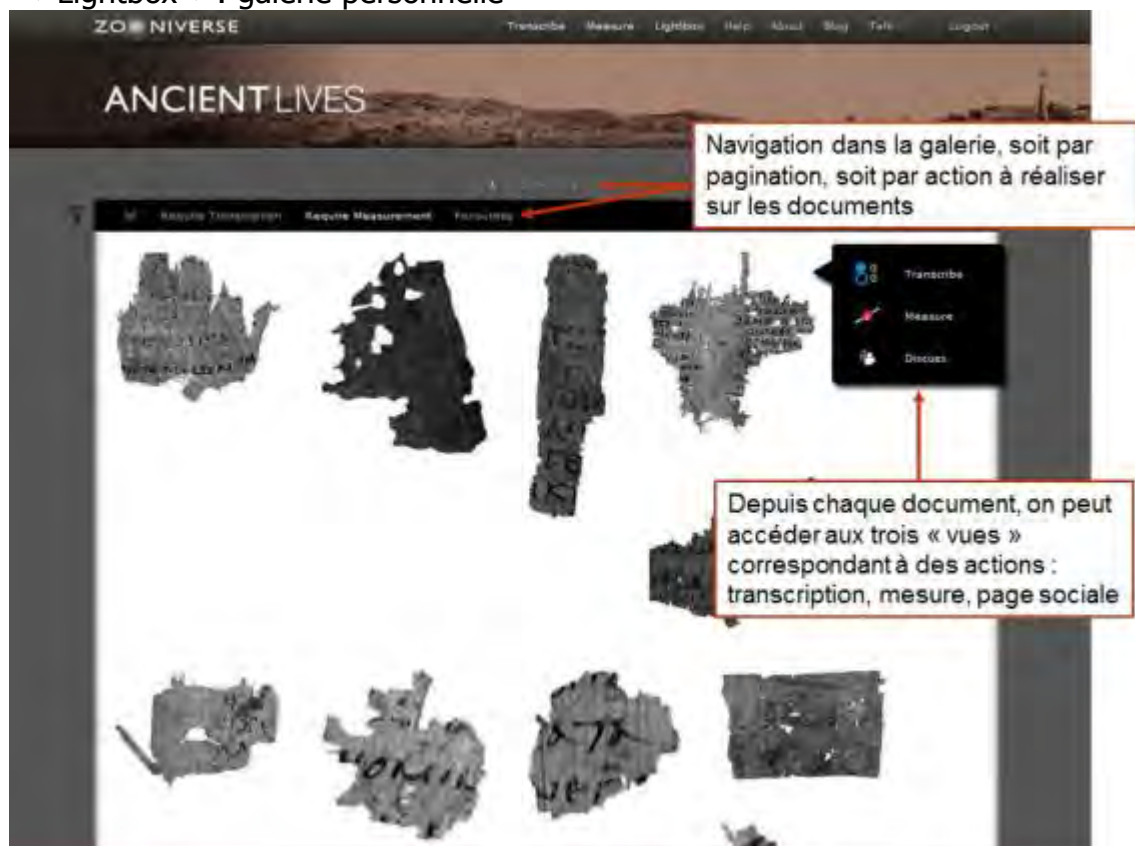 « Lightbox » : galerie personnelle
ZOONIVERSE
Transcribe Measure Lightbox Help About Blog Talk Logout
ANCIENT LIVES
Navigation dans la galerie, soit par
pagination, soit par action à réaliser
sur les documents
All Require Transcription Require Measurement Favourites
Transcribe
Measure
Discuss
Depuis chaque document, on peut
accéder aux trois « vues »
correspondant à des actions :
transcription, mesure, page sociale